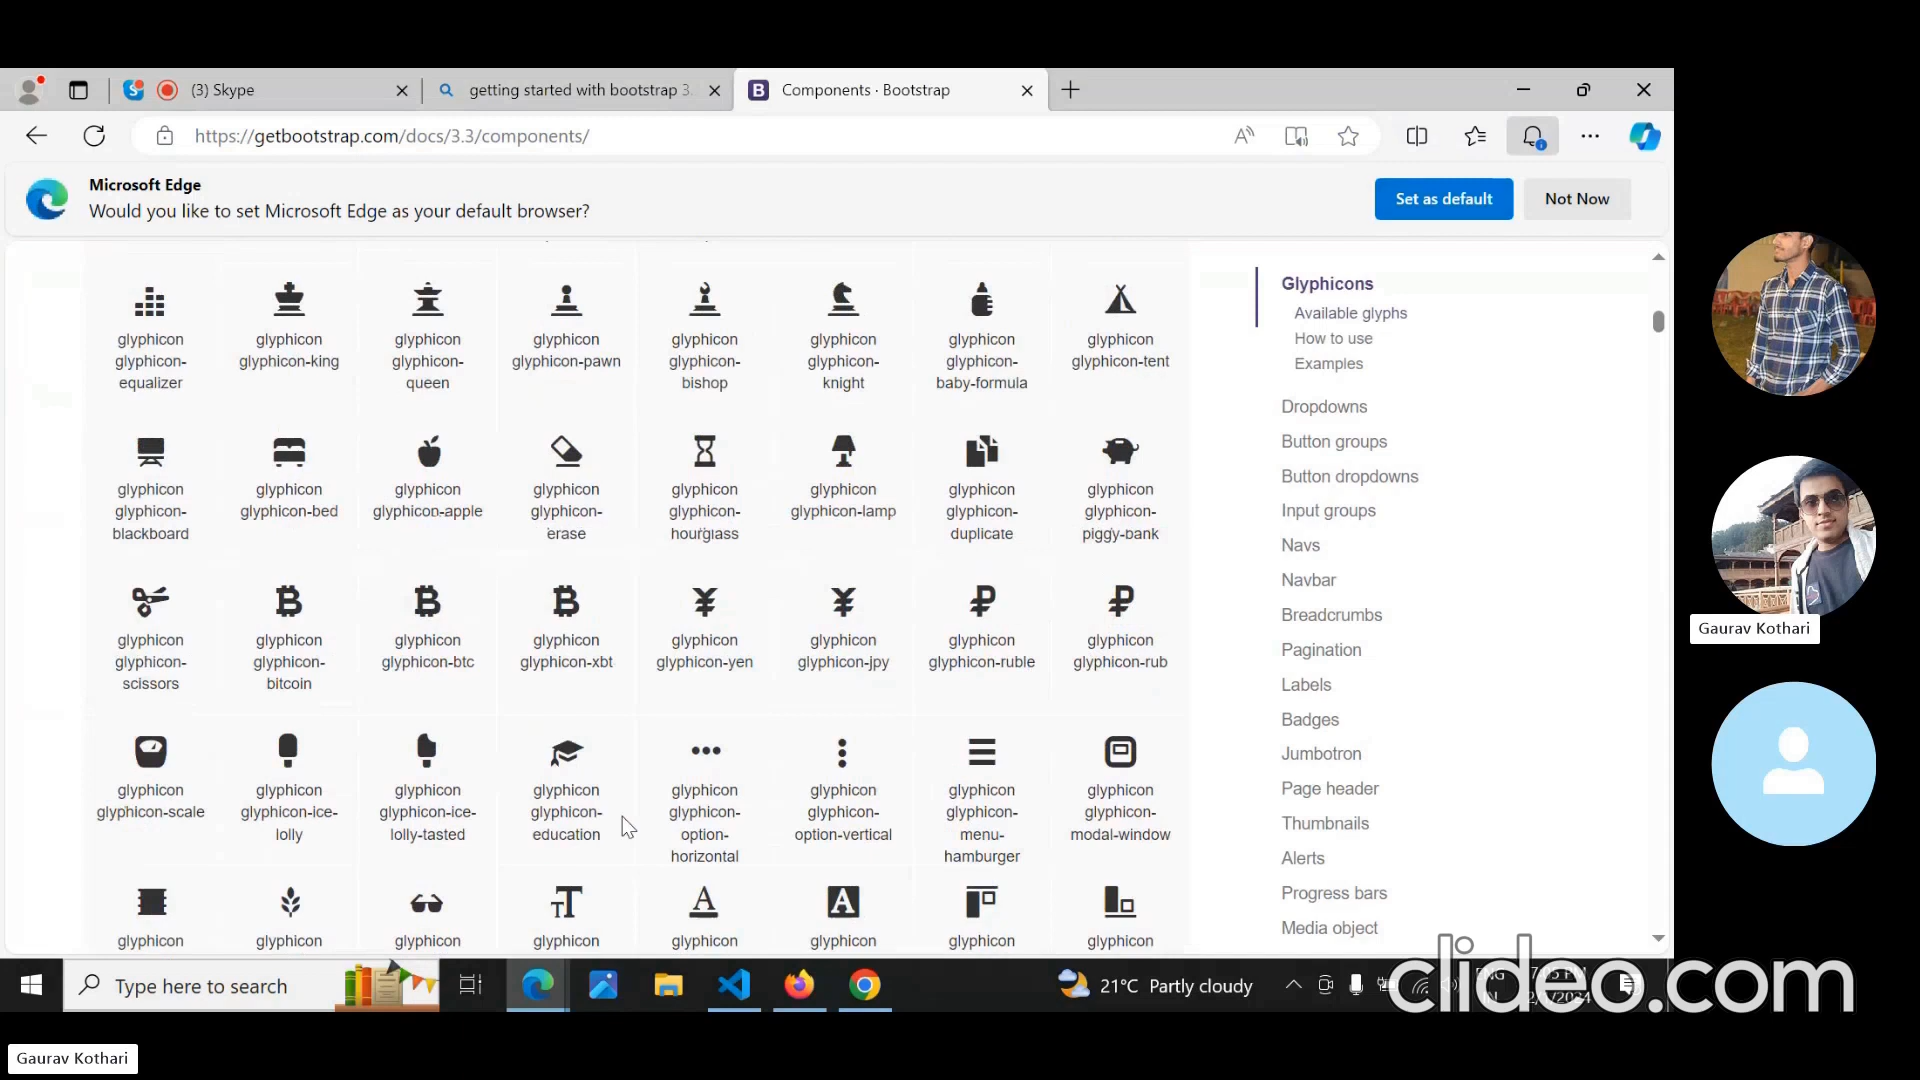 (3) Skype
getting started with bootstrap 3.
Components · Bootstrap
https://getbootstrap.com/docs/3.3/components/
Microsoft Edge
Would you like to set Microsoft Edge as your default browser?
Set as default
Not Now
glyphicon glyphicon glyphicon glyphicon glyphicon glyphicon glyphicon glyphicon
glyphicon- glyphicon-king glyphicon- glyphicon-pawn glyphicon- glyphicon- glyphicon- glyphicon-tent
equalizer queen bishop knight baby-formula
glyphicon glyphicon glyphicon glyphicon glyphicon glyphicon glyphicon glyphicon
glyphicon- glyphicon-bed glyphicon-apple glyphicon- glyphicon- glyphicon-lamp glyphicon- glyphicon-
blackboard erase hourglass duplicate piggy-bank
glyphicon glyphicon glyphicon glyphicon glyphicon glyphicon glyphicon glyphicon
glyphicon- glyphicon- glyphicon-btc glyphicon-xbt glyphicon-yen glyphicon-jpy glyphicon-ruble glyphicon-rub
scissors bitcoin
glyphicon glyphicon glyphicon glyphicon glyphicon glyphicon glyphicon glyphicon
glyphicon-scale glyphicon-ice- glyphicon-ice- glyphicon- glyphicon- glyphicon- glyphicon- glyphicon-
lolly lolly-tasted education option- option-vertical menu- modal-window
horizontal hamburger
glyphicon glyphicon glyphicon glyphicon glyphicon glyphicon glyphicon glyphicon
Glyphicons
Available glyphs
How to use
Examples
Dropdowns
Button groups
Button dropdowns
Input groups
Navs
Navbar
Breadcrumbs
Pagination
Labels
Badges
Jumbotron
Page header
Thumbnails
Alerts
Progress bars
Media object
Gaurav Kothari
Type here to search
21°C Partly cloudy
ENG
7:05 PM
clideo.com
Gaurav Kothari